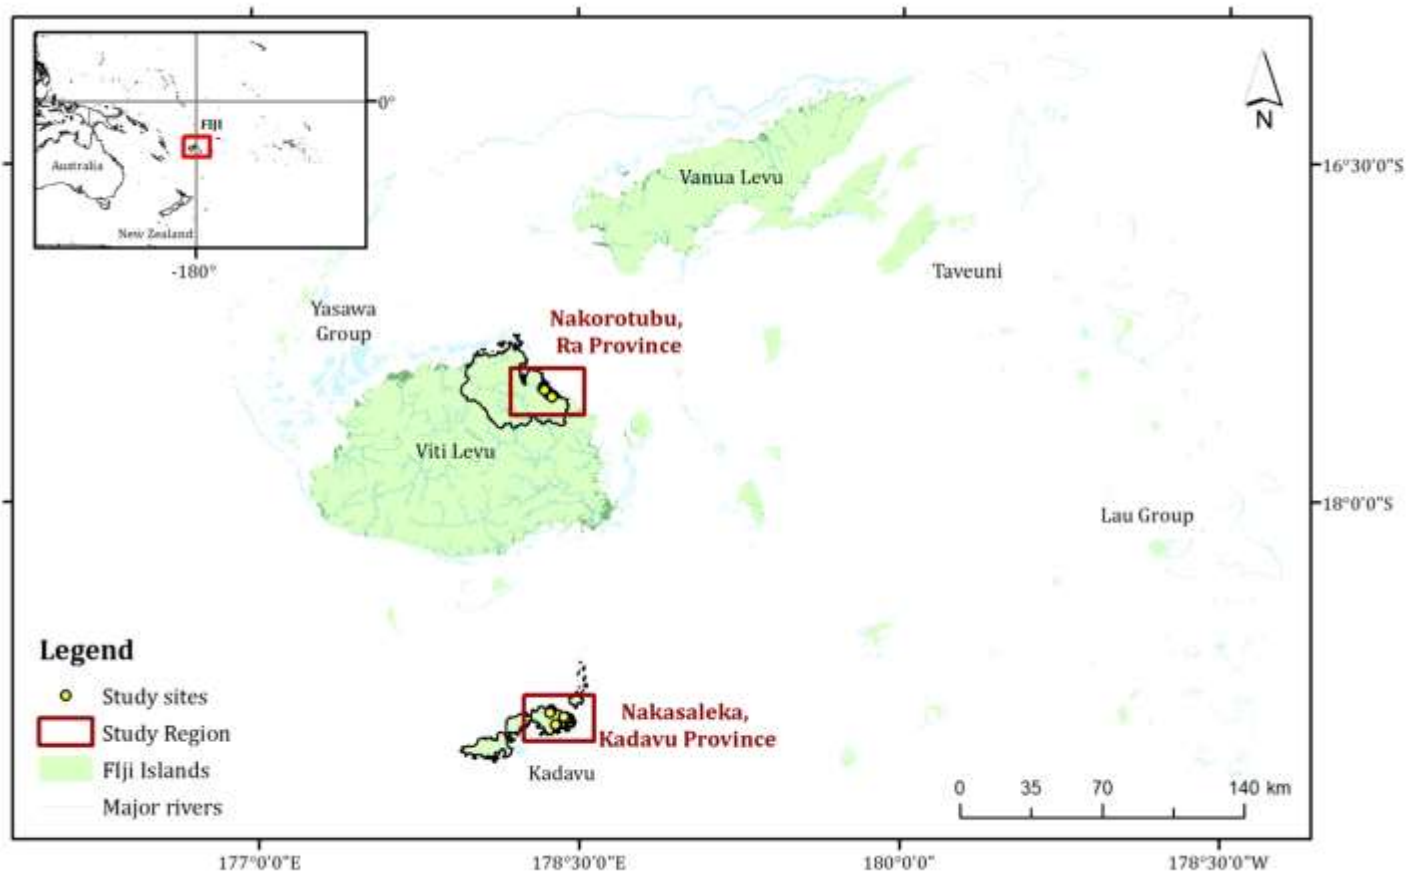 0°
FIJI
Australia
New Zealand
-180°
N
16°30'0"S
Vanua Levu
Taveuni
Yasawa
Group
Nakorotubu,
Ra Province
Viti Levu
18°0'0"S
Lau Group
Legend
Study sites
Study Region
FIji Islands
Major rivers
Nakasaleka,
Kadavu Province
Kadavu
0 35 70 140 km
177°0'0"E 178°30'0"E 180°0'0" 178°30'0"W